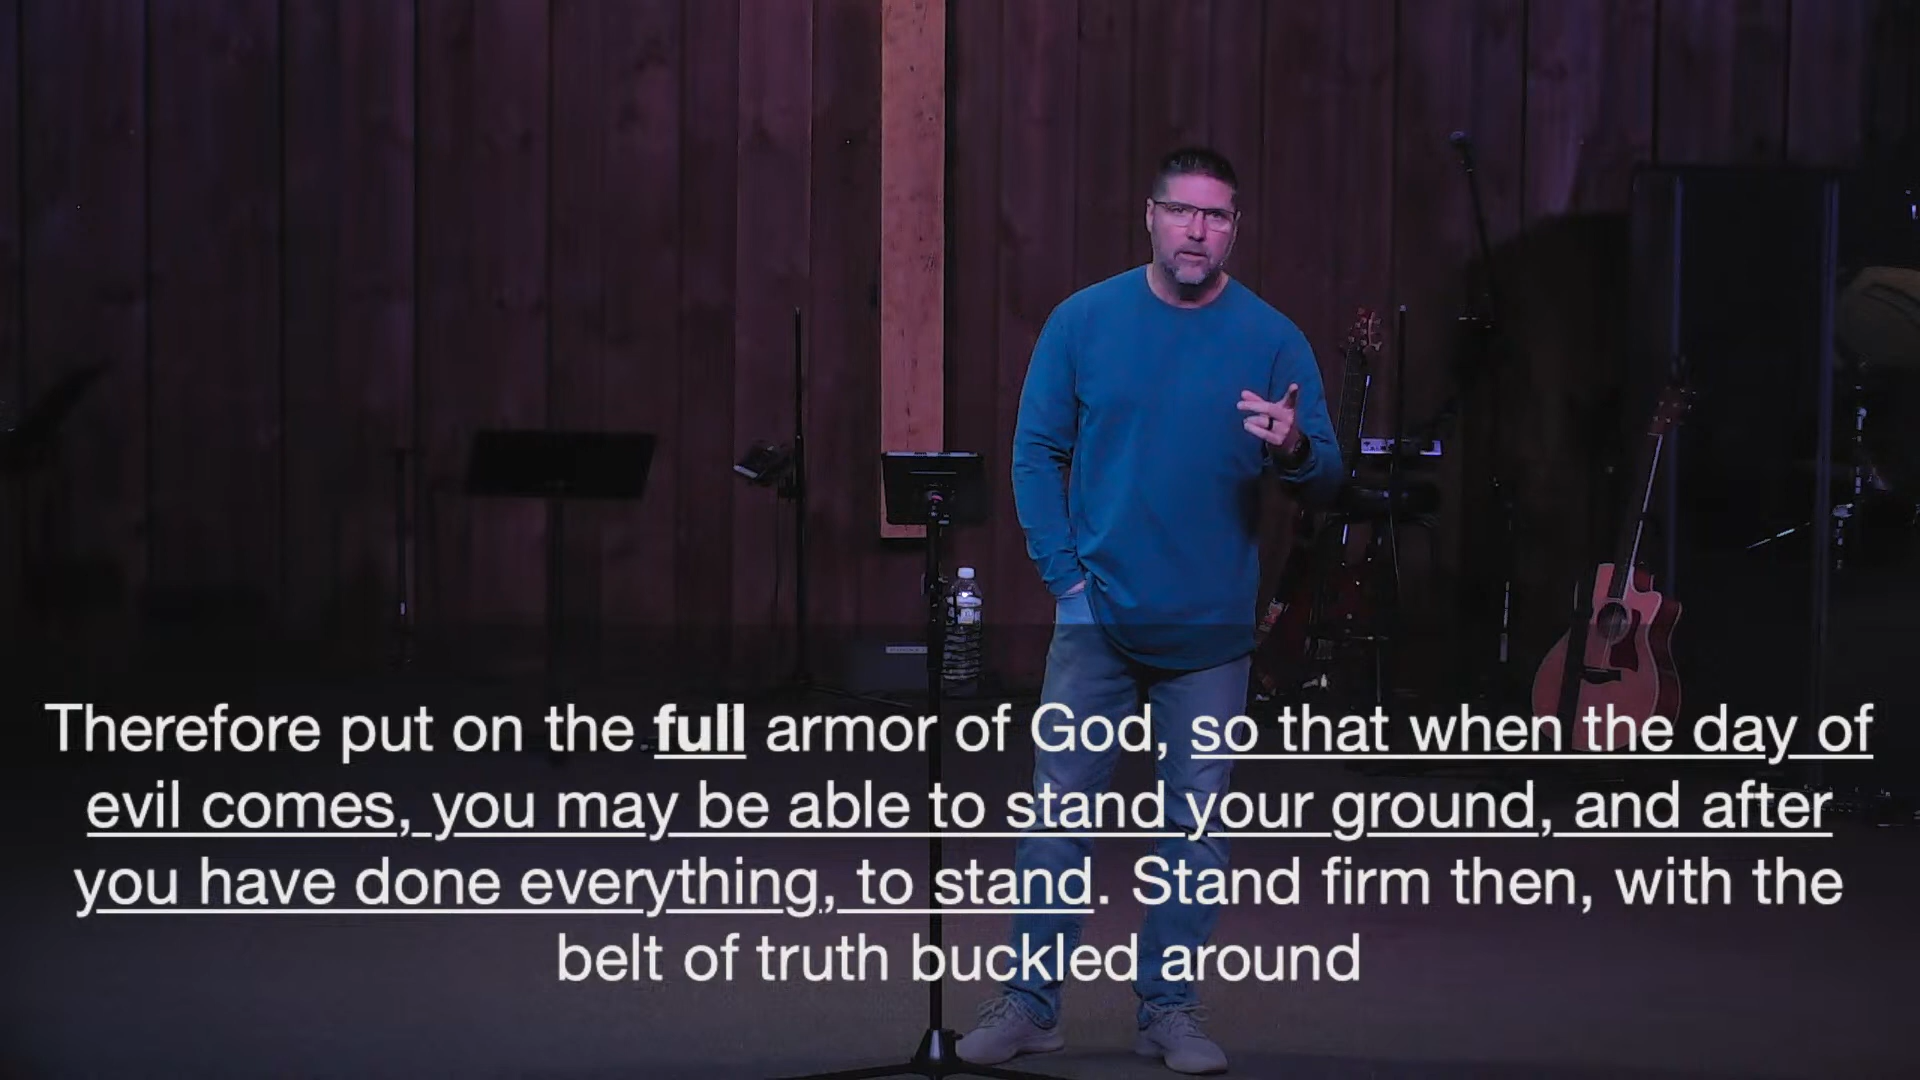 Therefore put on the full armor of God, so that when the day of
evil comes, you may be able to stand your ground, and after
you have done everything, to stand. Stand firm then, with the
belt of truth buckled around